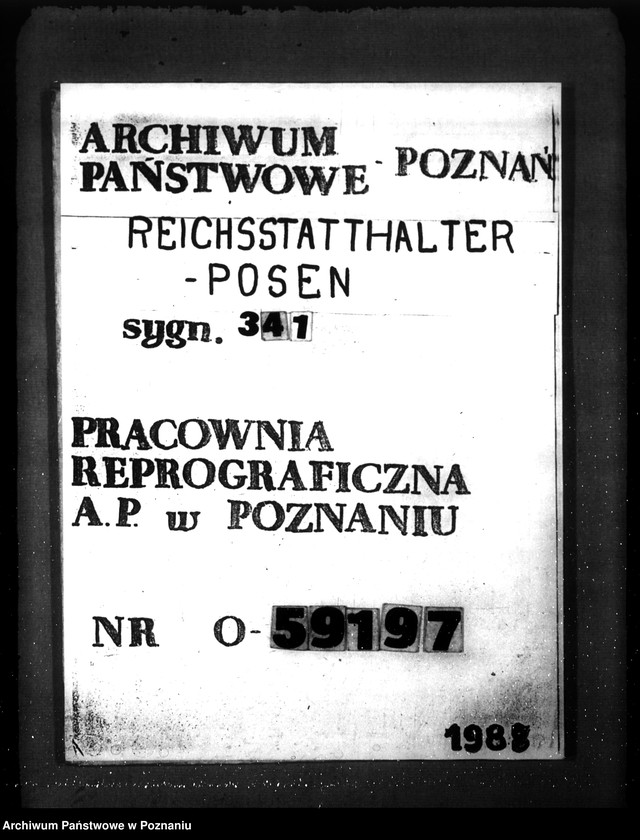 ARCHIWUM
PAŃSTWOWE - POZNAŃ
REICHSSTATTHALTER
-POSEN
sygn. 341
PRACOWNIA
REPROGRAFICZNA
A.P. w POZNANIU
NR O-59197
1988
Archiwum Państwowe w Poznaniu